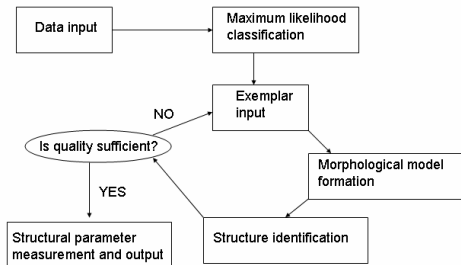 Data input
Maximum likelihood
classification
Exemplar
input
NO
Is quality sufficient?
Morphological model
formation
YES
Structural parameter
measurement and output
Structure identification